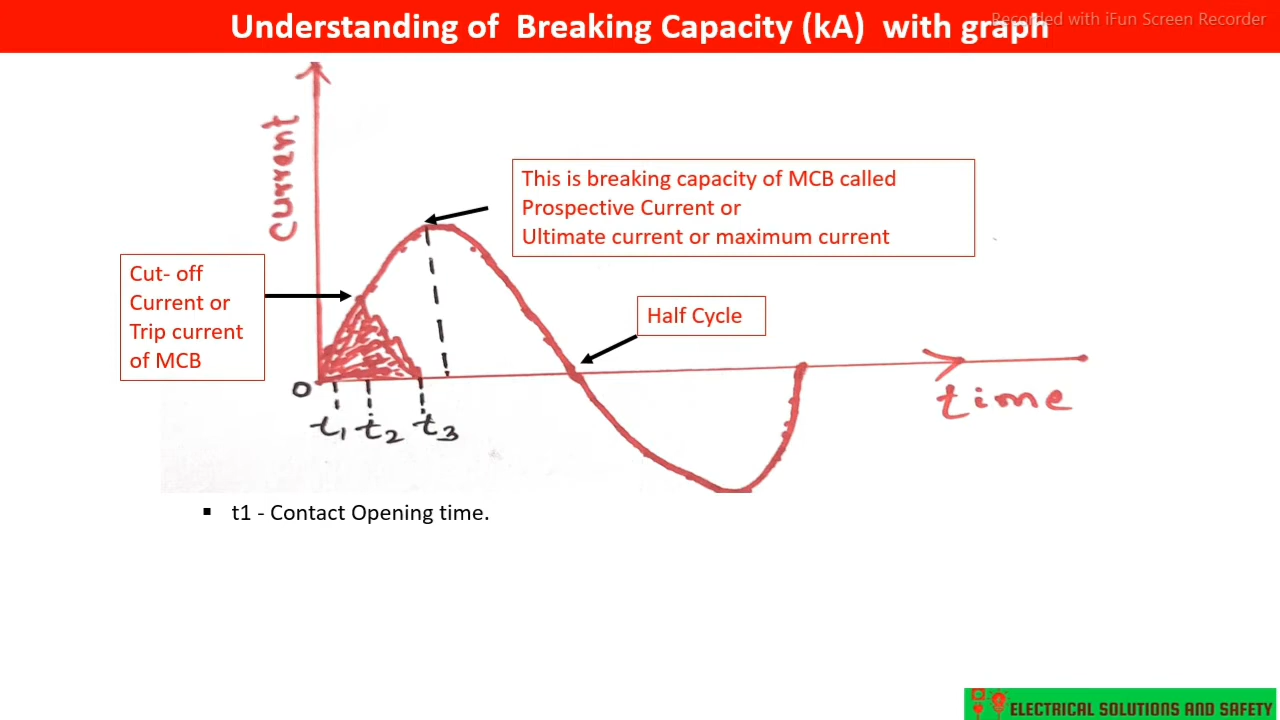 Understanding of Breaking Capacity (kA) with graph
Recorded with iFun Screen Recorder
Current
This is breaking capacity of MCB called
Prospective Current or
Ultimate current or maximum current
Cut- off
Current or
Trip current
of MCB
Half Cycle
0
time
t1 t2 t3
▪ t1 - Contact Opening time.
ELECTRICAL SOLUTIONS AND SAFETY